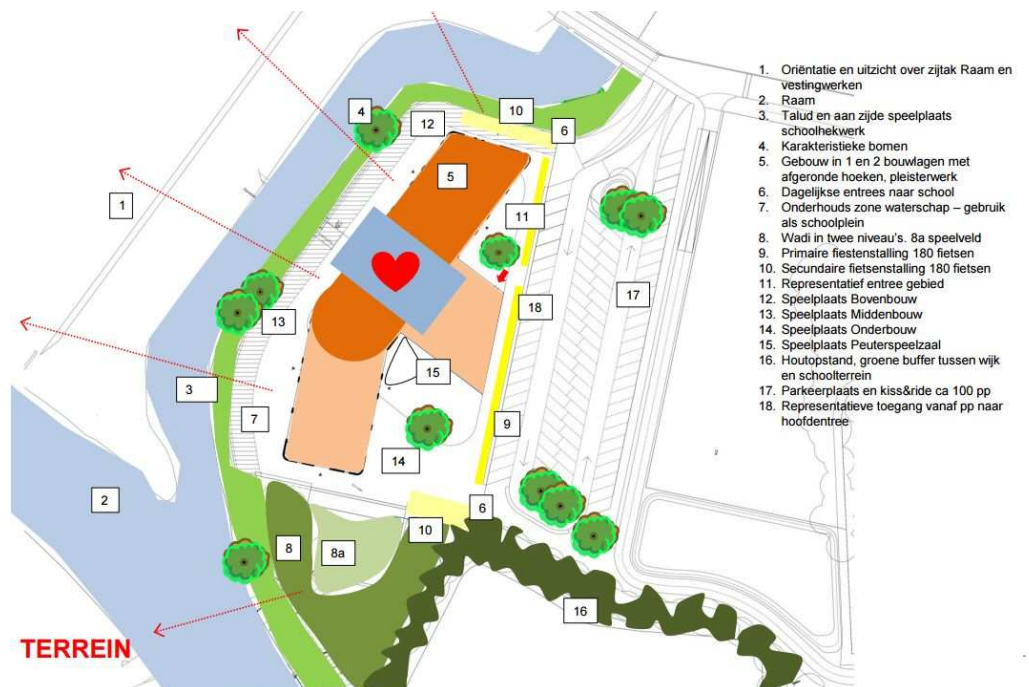 1. Oriëntatie en uitzicht over zijtak Raam en
vestingwerken
2. Raam
3. Talud en aan zijde speelplaats
schoolhekwerk
4. Karakteristieke bomen
5. Gebouw in 1 en 2 bouwlagen met
afgeronde hoeken, pleisterwerk
6. Dagelijkse entrees naar school
7. Onderhouds zone waterschap – gebruik
als schoolplein
8. Wadi in twee niveau's. 8a speelveld
9. Primaire fiestenstalling 180 fietsen
10. Secundaire fietsenstalling 180 fietsen
11. Representatief entree gebied
12. Speelplaats Bovenbouw
13. Speelplaats Middenbouw
14. Speelplaats Onderbouw
15. Speelplaats Peuterspeelzaal
16. Houtopstand, groene buffer tussen wijk
en schoolterrein
17. Parkeerplaats en kiss&ride ca 100 pp
18. Representatieve toegang vanaf pp naar
hoofdentree
4
10
12
6
5
1
11
17
18
13
15
3
7
9
14
2
6
10
8
8a
16
TERREIN